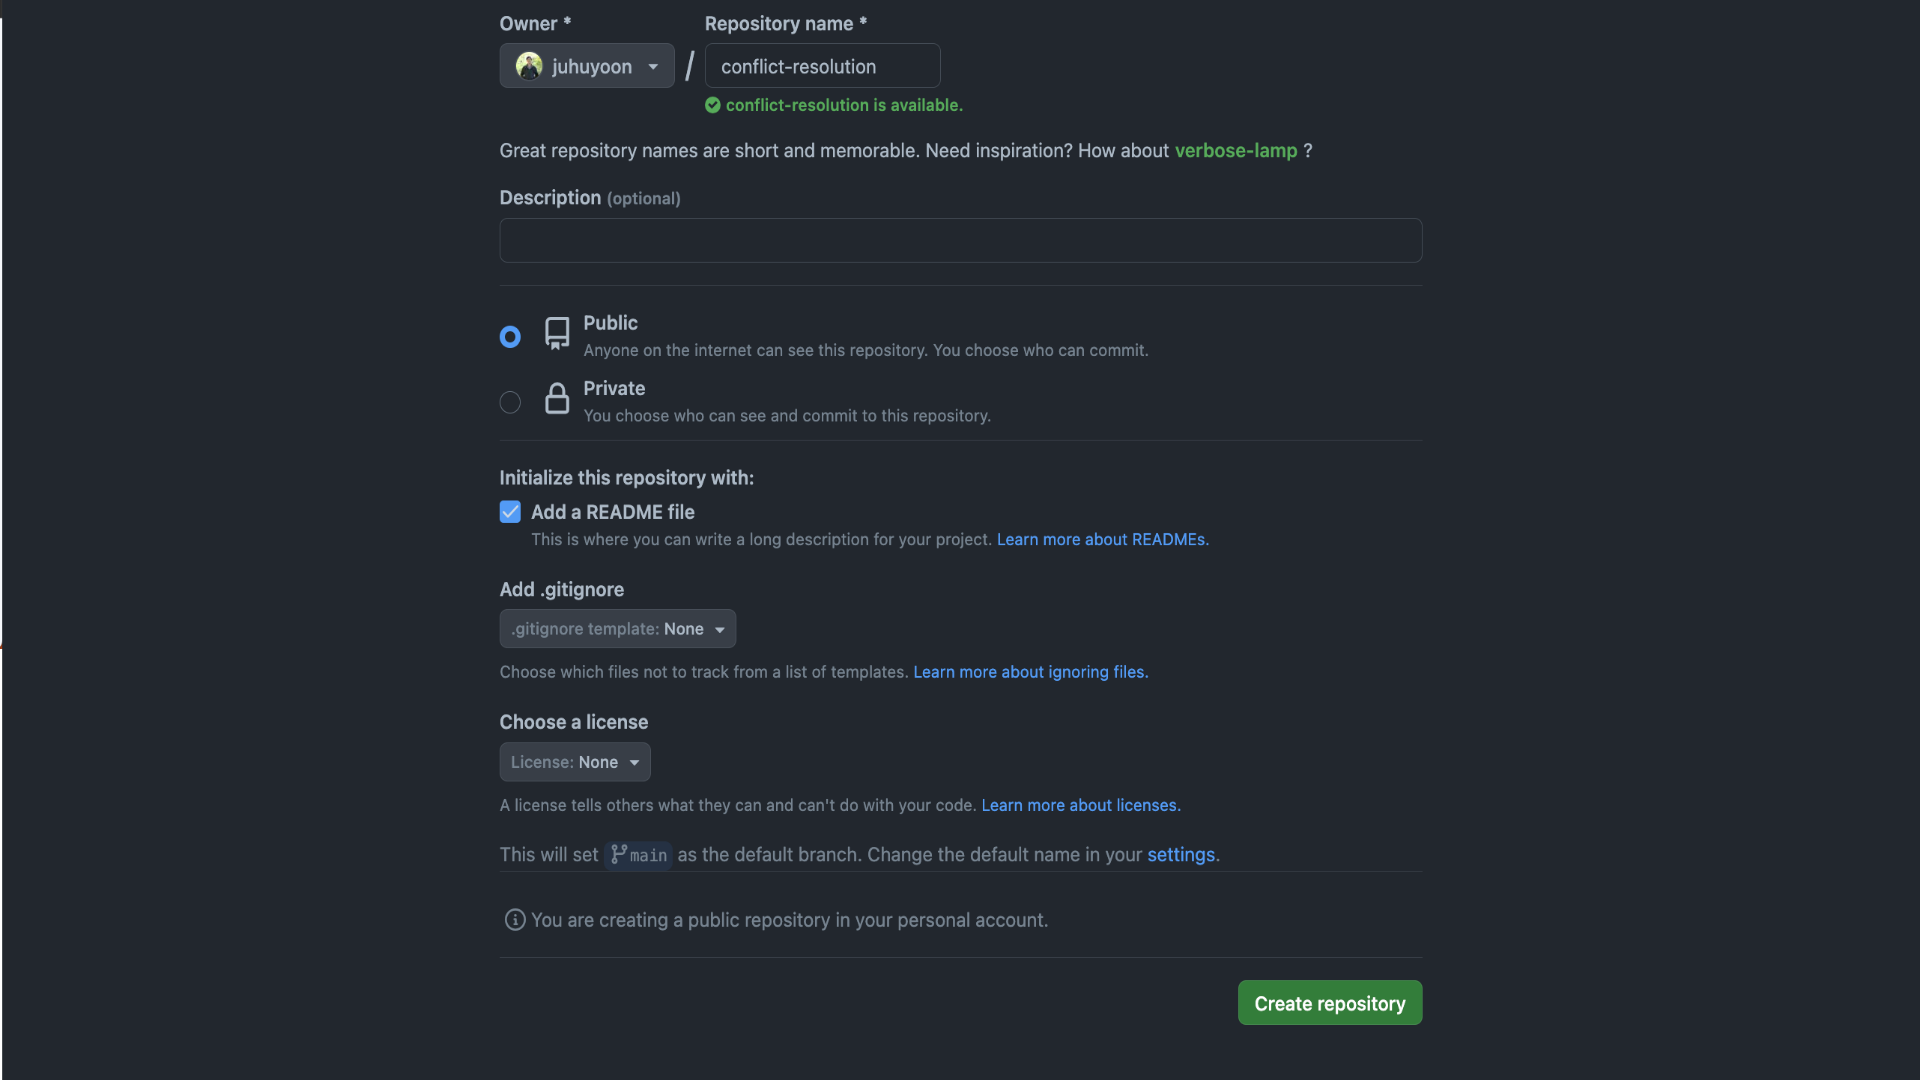 Owner * Repository name *
juhuyoon / conflict-resolution
conflict-resolution is available.
Great repository names are short and memorable. Need inspiration? How about verbose-lamp ?
Description (optional)
Public
Anyone on the internet can see this repository. You choose who can commit.
Private
You choose who can see and commit to this repository.
Initialize this repository with:
Add a README file
This is where you can write a long description for your project. Learn more about READMEs.
Add .gitignore
.gitignore template: None
Choose which files not to track from a list of templates. Learn more about ignoring files.
Choose a license
License: None
A license tells others what they can and can't do with your code. Learn more about licenses.
This will set main as the default branch. Change the default name in your settings.
You are creating a public repository in your personal account.
Create repository